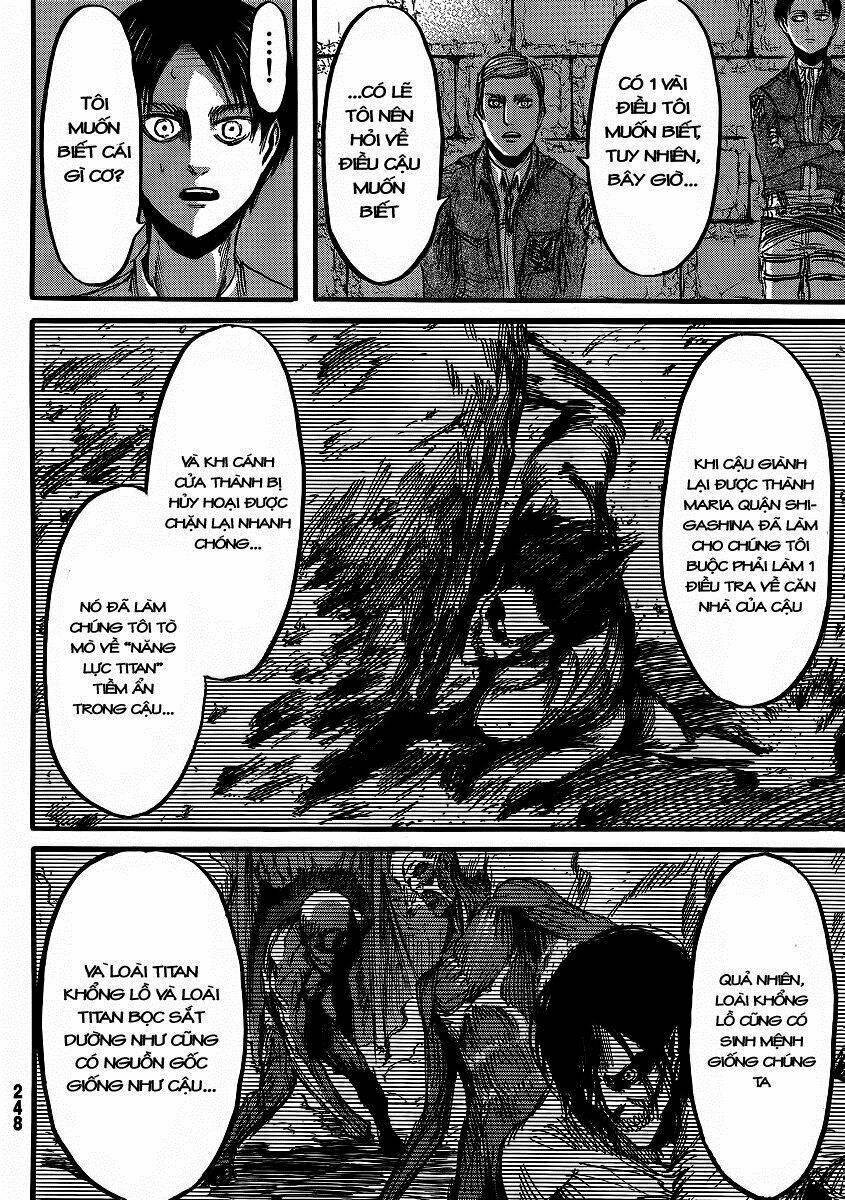 CÓ 1 VÀI
ĐIỀU TÔI
MUỐN BIẾT,
TUY NHIÊN,
BÂY GIỜ...
...CÓ LẼ
TÔI NÊN
HỎI VỀ
ĐIỀU CẬU
MUỐN
BIẾT
...!
TÔI
MUỐN
BIẾT CÁI
GÌ CƠ?
KHI CẬU GIÀNH
LẠI ĐƯỢC THÀNH
MARIA QUẬN SHI-
GASHINA ĐÃ LÀM
CHO CHÚNG TÔI
BUỘC PHẢI LÀM 1
ĐIỀU TRA VỀ CĂN
NHÀ CỦA CẬU
VÀ KHI CÁNH
CỬA THÀNH BỊ
HỦY HOẠI ĐƯỢC
CHẶN LẠI NHANH
CHÓNG...
NÓ ĐÃ LÀM
CHÚNG TÔI TÒ
MÒ VỀ "NĂNG
LỰC TITAN"
TIỀM ẨN
TRONG CẬU...
QUẢ NHIÊN,
LOÀI KHỔNG
LỒ CŨNG CÓ
SINH MỆNH
GIỐNG CHÚNG
TA
VÀ LOÀI TITAN
KHỔNG LỒ VÀ LOÀI
TITAN BỌC SẮT
DƯỜNG NHƯ CŨNG
CÓ NGUỒN GỐC
GIỐNG NHƯ CẬU...
248